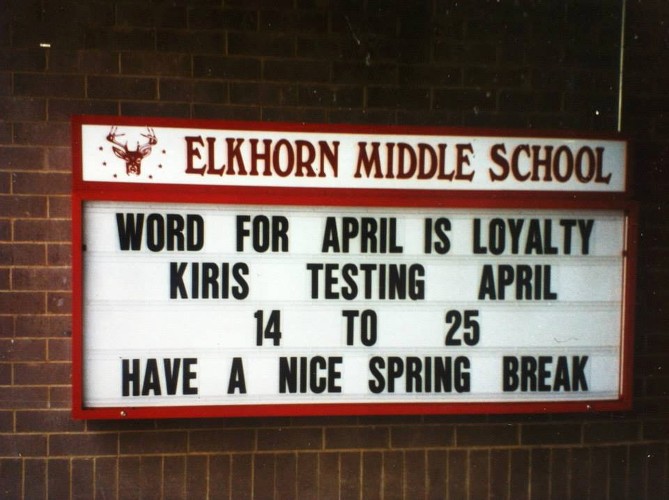 ELKHORN MIDDLE SCHOOL
WORD FOR APRIL IS LOYALTY
KIRIS TESTING APRIL
14 TO 25
HAVE A NICE SPRING BREAK